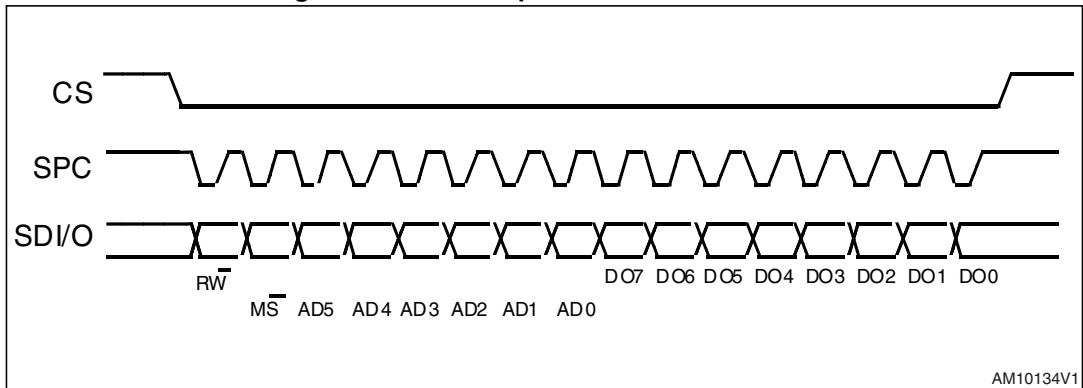 CS
SPC
SDI/O
RW DO7 DO6 DO5 DO4 DO3 DO2 DO1 DO0
MS AD5 AD4 AD3 AD2 AD1 AD0
AM10134V1